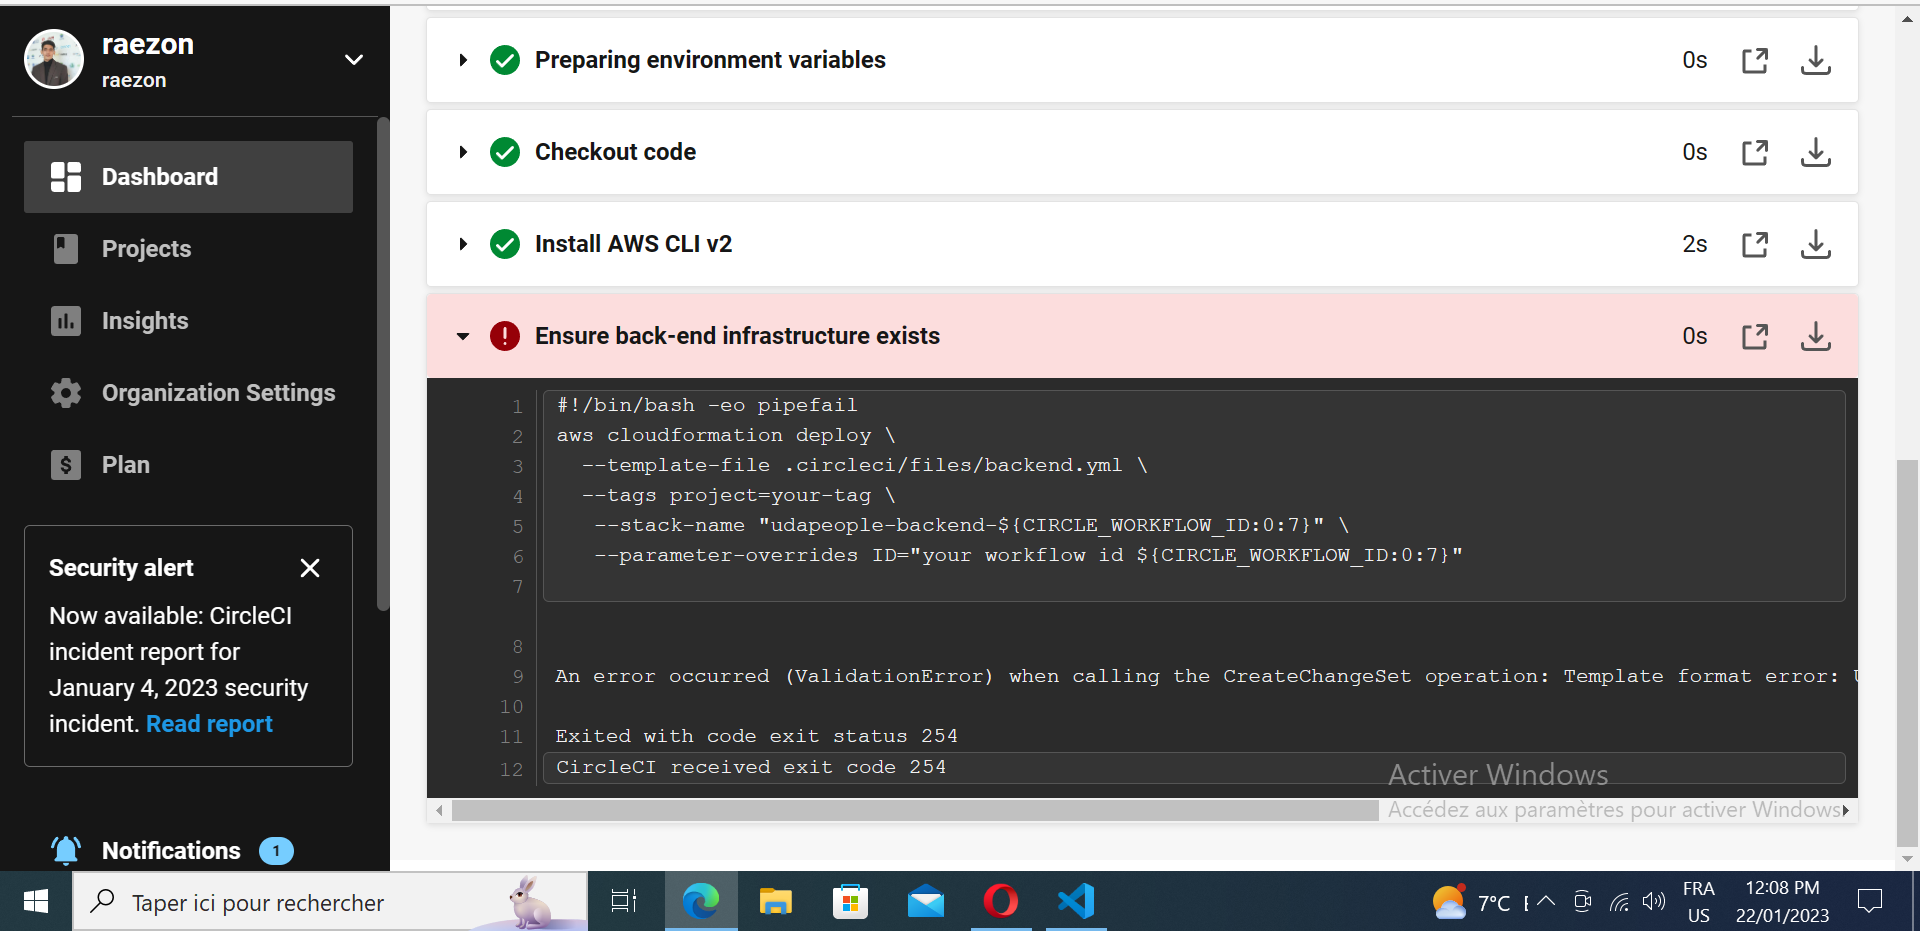 raezon
raezon
Dashboard
Projects
Insights
Organization Settings
Plan
Security alert
Now available: CircleCI
incident report for
January 4, 2023 security
incident. Read report
Notifications 1
Preparing environment variables 0s
Checkout code 0s
Install AWS CLI v2 2s
Ensure back-end infrastructure exists 0s
1 #!/bin/bash -eo pipefail
2 aws cloudformation deploy \
3 --template-file .circleci/files/backend.yml \
4 --tags project=your-tag \
5 --stack-name "udapeople-backend-${CIRCLE_WORKFLOW_ID:0:7}" \
6 --parameter-overrides ID="your workflow id ${CIRCLE_WORKFLOW_ID:0:7}"
7
8
9 An error occurred (ValidationError) when calling the CreateChangeSet operation: Template format error:
10
11 Exited with code exit status 254
12 CircleCI received exit code 254
Activer Windows
Accédez aux paramètres pour activer Windows
Taper ici pour rechercher
7°C
FRA
US
12:08 PM
22/01/2023